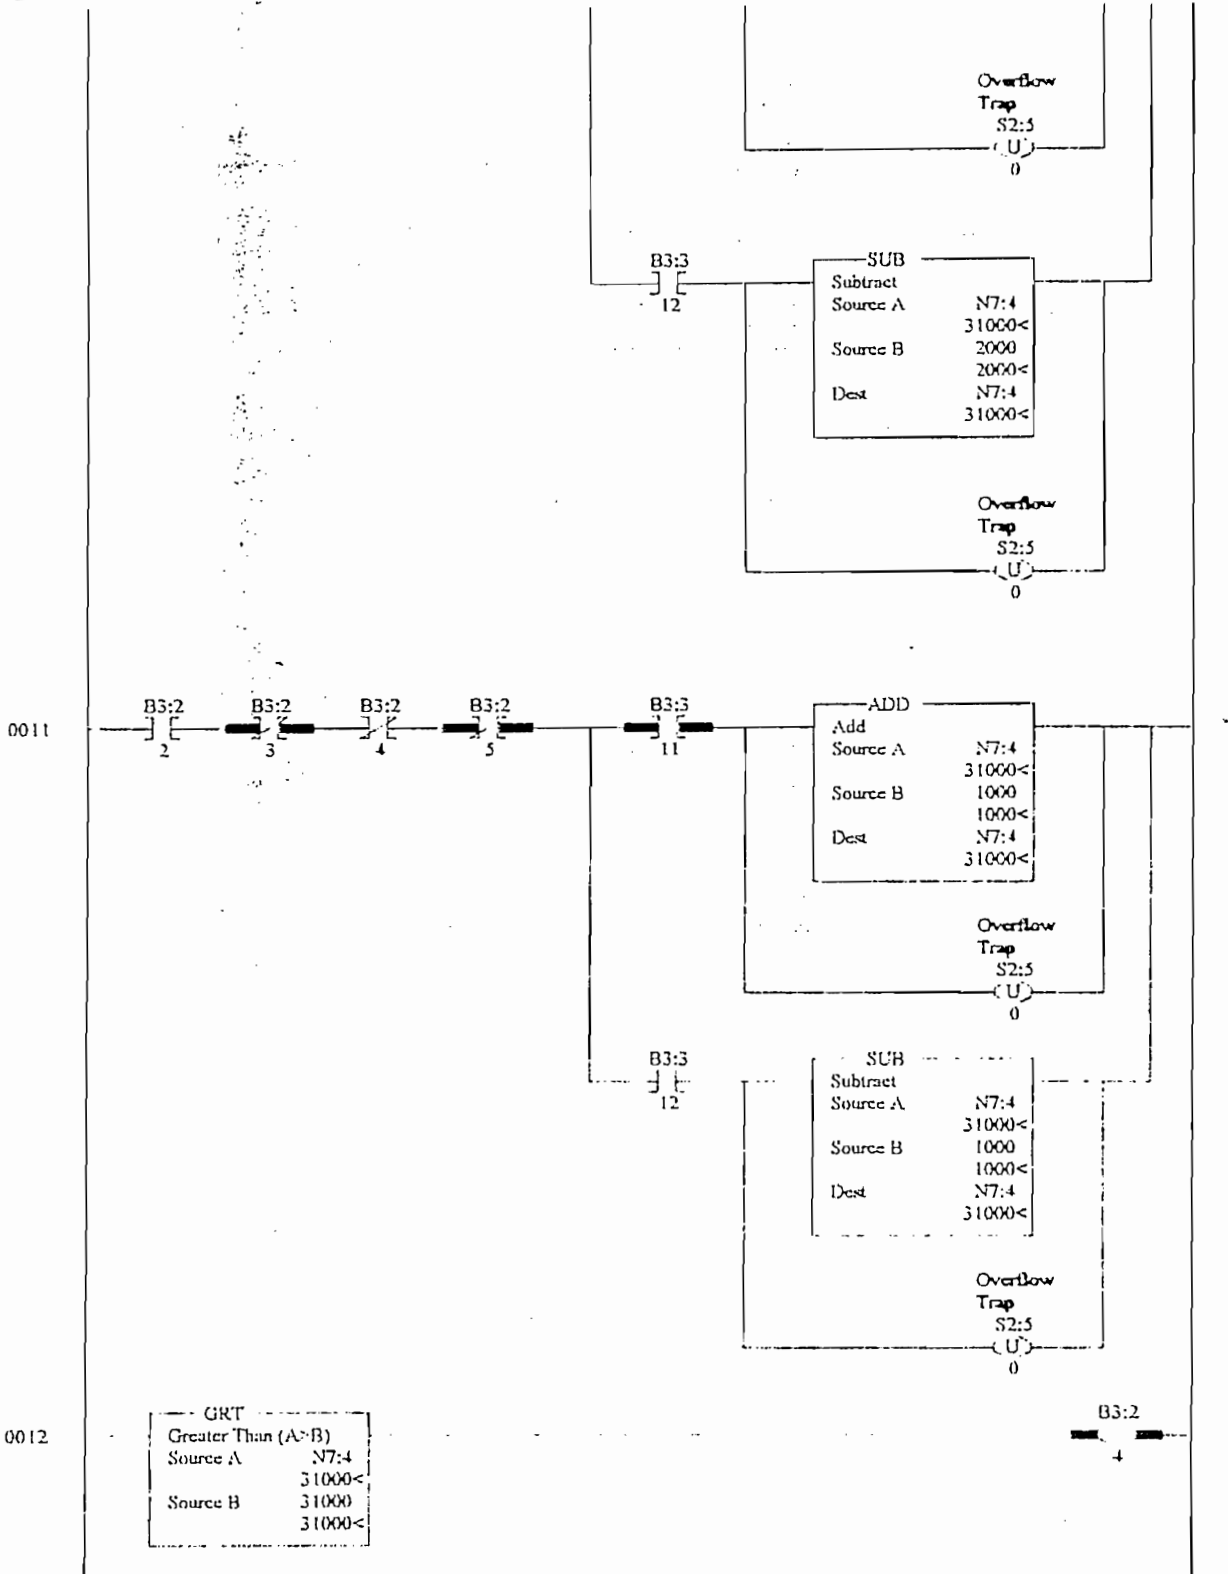 Overflow
Trap
S2:5
U
0
B3:3
12
SUB
Subtract
Source A N7:4
31000<
Source B 2000
2000<
Dest N7:4
31000<
Overflow
Trap
S2:5
U
0
0011
B3:2
2
B3:2
3
B3:2
4
B3:2
5
B3:3
11
ADD
Add
Source A N7:4
31000<
Source B 1000
1000<
Dest N7:4
31000<
Overflow
Trap
S2:5
U
0
B3:3
12
SUB
Subtract
Source A N7:4
31000<
Source B 1000
1000<
Dest N7:4
31000<
Overflow
Trap
S2:5
U
0
0012
GRT
Greater Than (A>B)
Source A N7:4
31000<
Source B 31000
31000<
B3:2
4